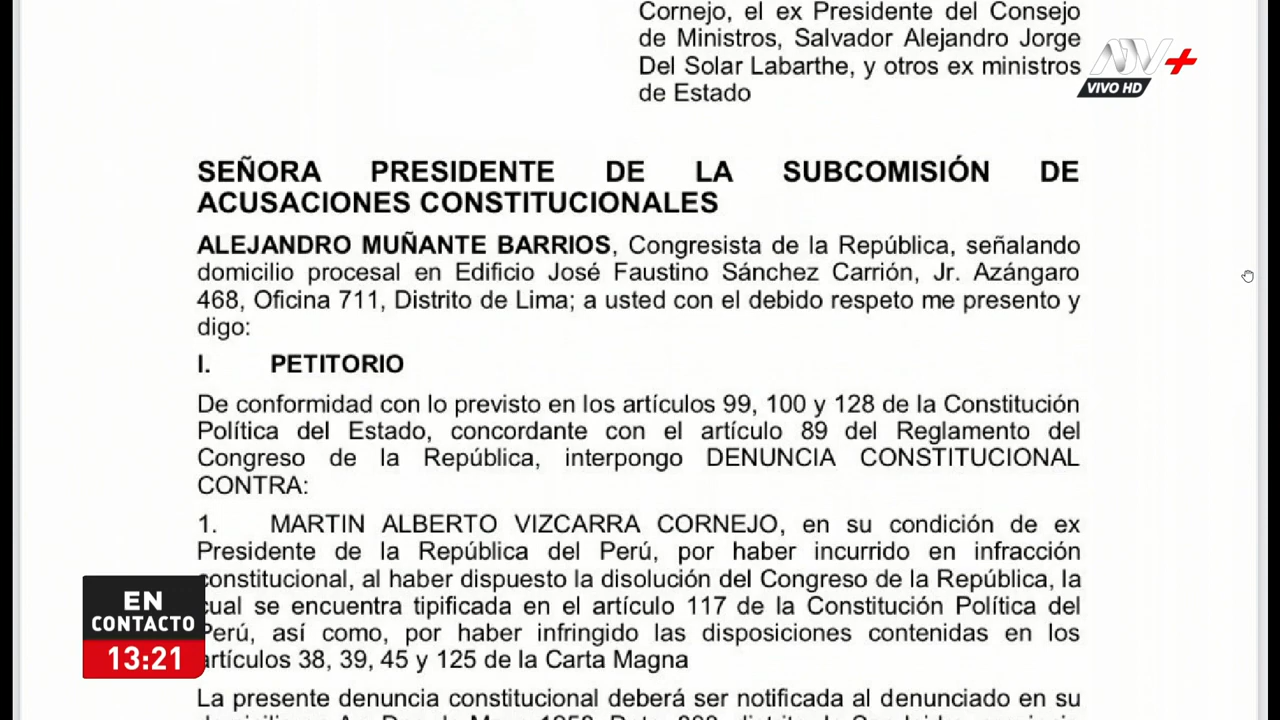 Cornejo, el ex Presidente del Consejo
de Ministros, Salvador Alejandro Jorge
Del Solar Labarthe, y otros ex ministros
de Estado
ATV+
VIVO HD
SEÑORA PRESIDENTE DE LA SUBCOMISIÓN DE
ACUSACIONES CONSTITUCIONALES
ALEJANDRO MUÑANTE BARRIOS, Congresista de la República, señalando
domicilio procesal en Edificio José Faustino Sánchez Carrión, Jr. Azángaro
468, Oficina 711, Distrito de Lima; a usted con el debido respeto me presento y
digo:
I. PETITORIO
De conformidad con lo previsto en los artículos 99, 100 y 128 de la Constitución
Política del Estado, concordante con el artículo 89 del Reglamento del
Congreso de la República, interpongo DENUNCIA CONSTITUCIONAL
CONTRA:
1. MARTIN ALBERTO VIZCARRA CORNEJO, en su condición de ex
Presidente de la República del Perú, por haber incurrido en infracción
constitucional, al haber dispuesto la disolución del Congreso de la República, la
cual se encuentra tipificada en el artículo 117 de la Constitución Política del
Perú, así como, por haber infringido las disposiciones contenidas en los
artículos 38, 39, 45 y 125 de la Carta Magna
La presente denuncia constitucional deberá ser notificada al denunciado en su
EN
CONTACTO
13:21